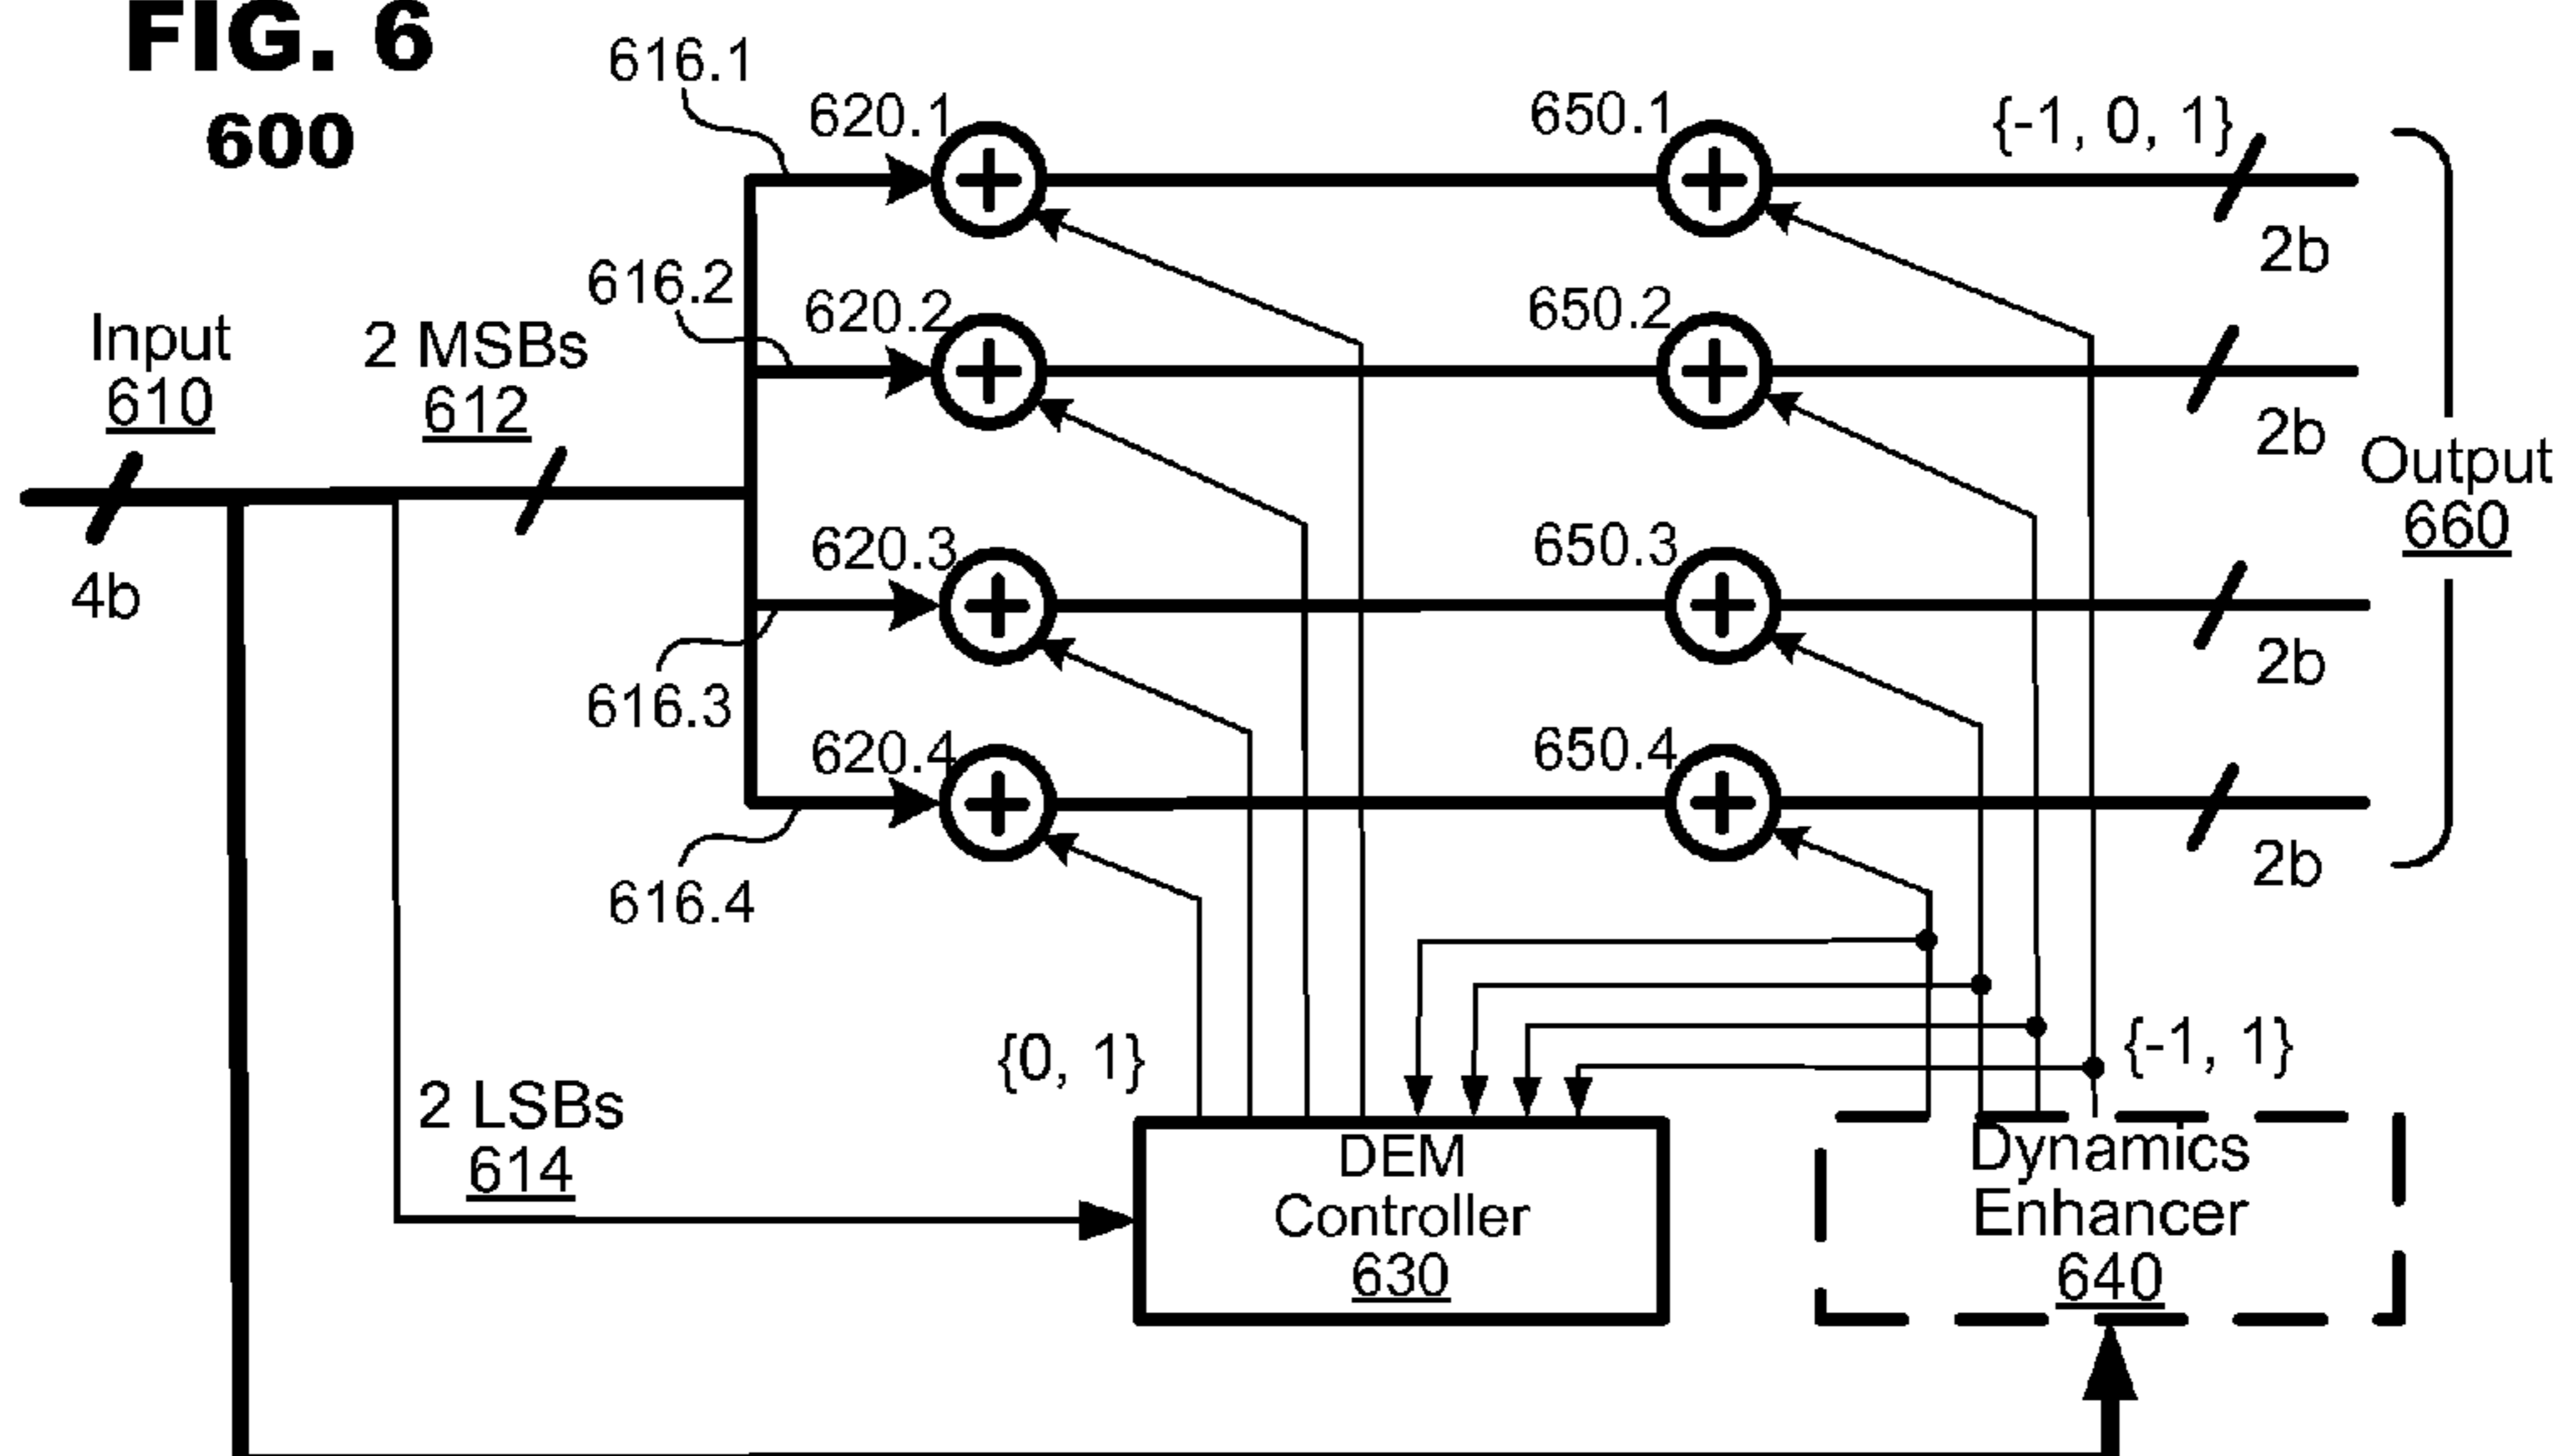 FIG. 6
600
616.1
620.1
650.1
{-1, 0, 1}
2b
616.2
620.2
650.2
2b
Input
610
4b
2 MSBs
612
Output
660
620.3
650.3
2b
616.3
620.4
650.4
2b
616.4
{0, 1}
{-1, 1}
2 LSBs
614
DEM
Controller
630
Dynamics
Enhancer
640